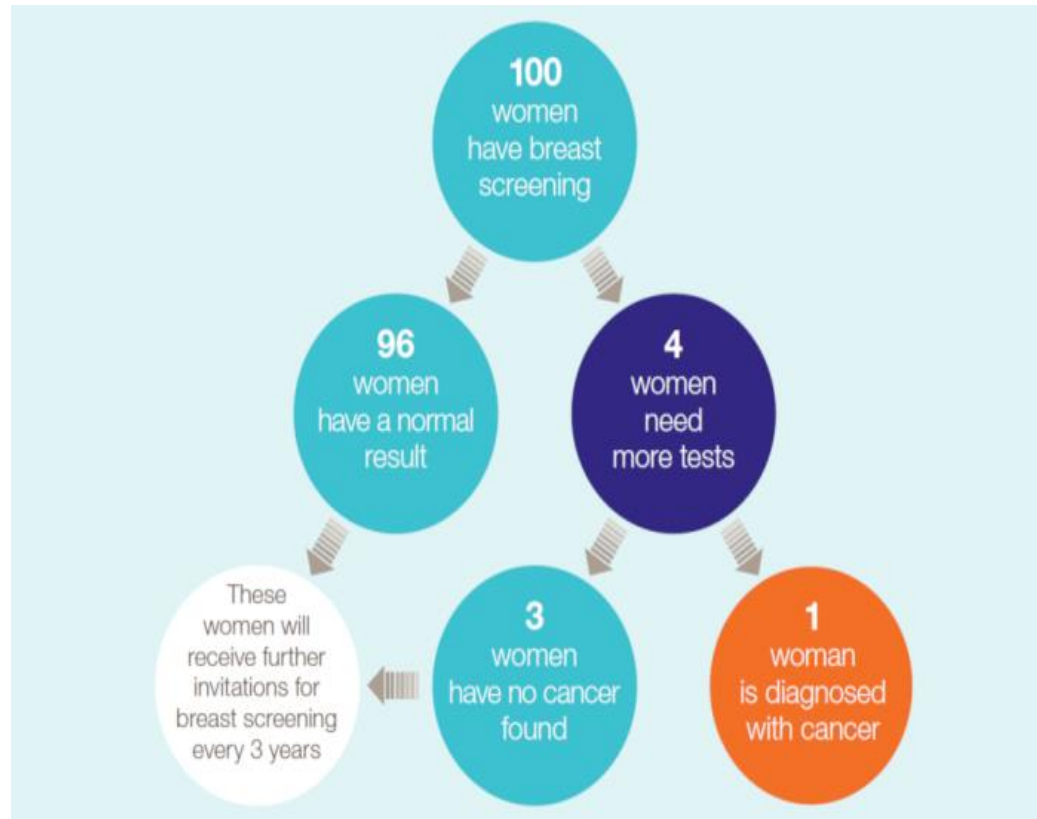 100
women
have breast
screening
96
women
have a normal
result
4
women
need
more tests
These
women will
receive further
invitations for
breast screening
every 3 years
3
women
have no cancer
found
1
woman
is diagnosed
with cancer